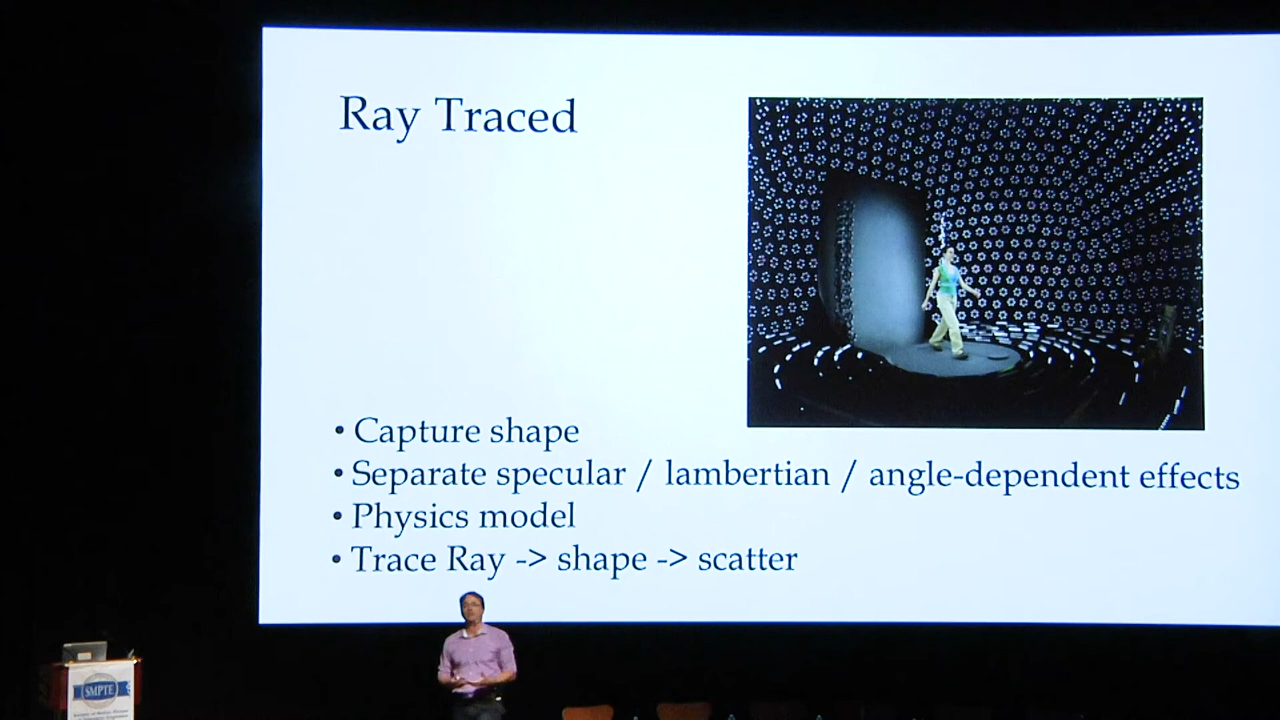 Ray Traced
• Capture shape
• Separate specular / lambertian / angle-dependent effects
• Physics model
• Trace Ray -> shape -> scatter
SMPTE